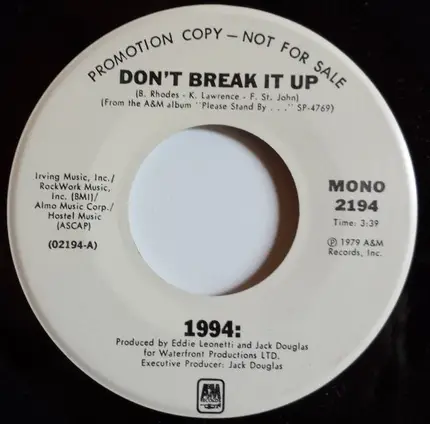 PROMOTION COPY — NOT FOR SALE
DON'T BREAK IT UP
(B. Rhodes - K. Lawrence - F. St. John)
(From the A&M album "Please Stand By . . ." SP-4769)
Irving Music, Inc./
RockWork Music,
Inc. (BMI)/
Almo Music Corp./
Hostel Music
(ASCAP)
(02194-A)
MONO
2194
Time: 3:39
℗ 1979 A&M
Records, Inc.
1994:
Produced by Eddie Leonetti and Jack Douglas
for Waterfront Productions LTD.
Executive Producer: Jack Douglas
A&M
RECORDS